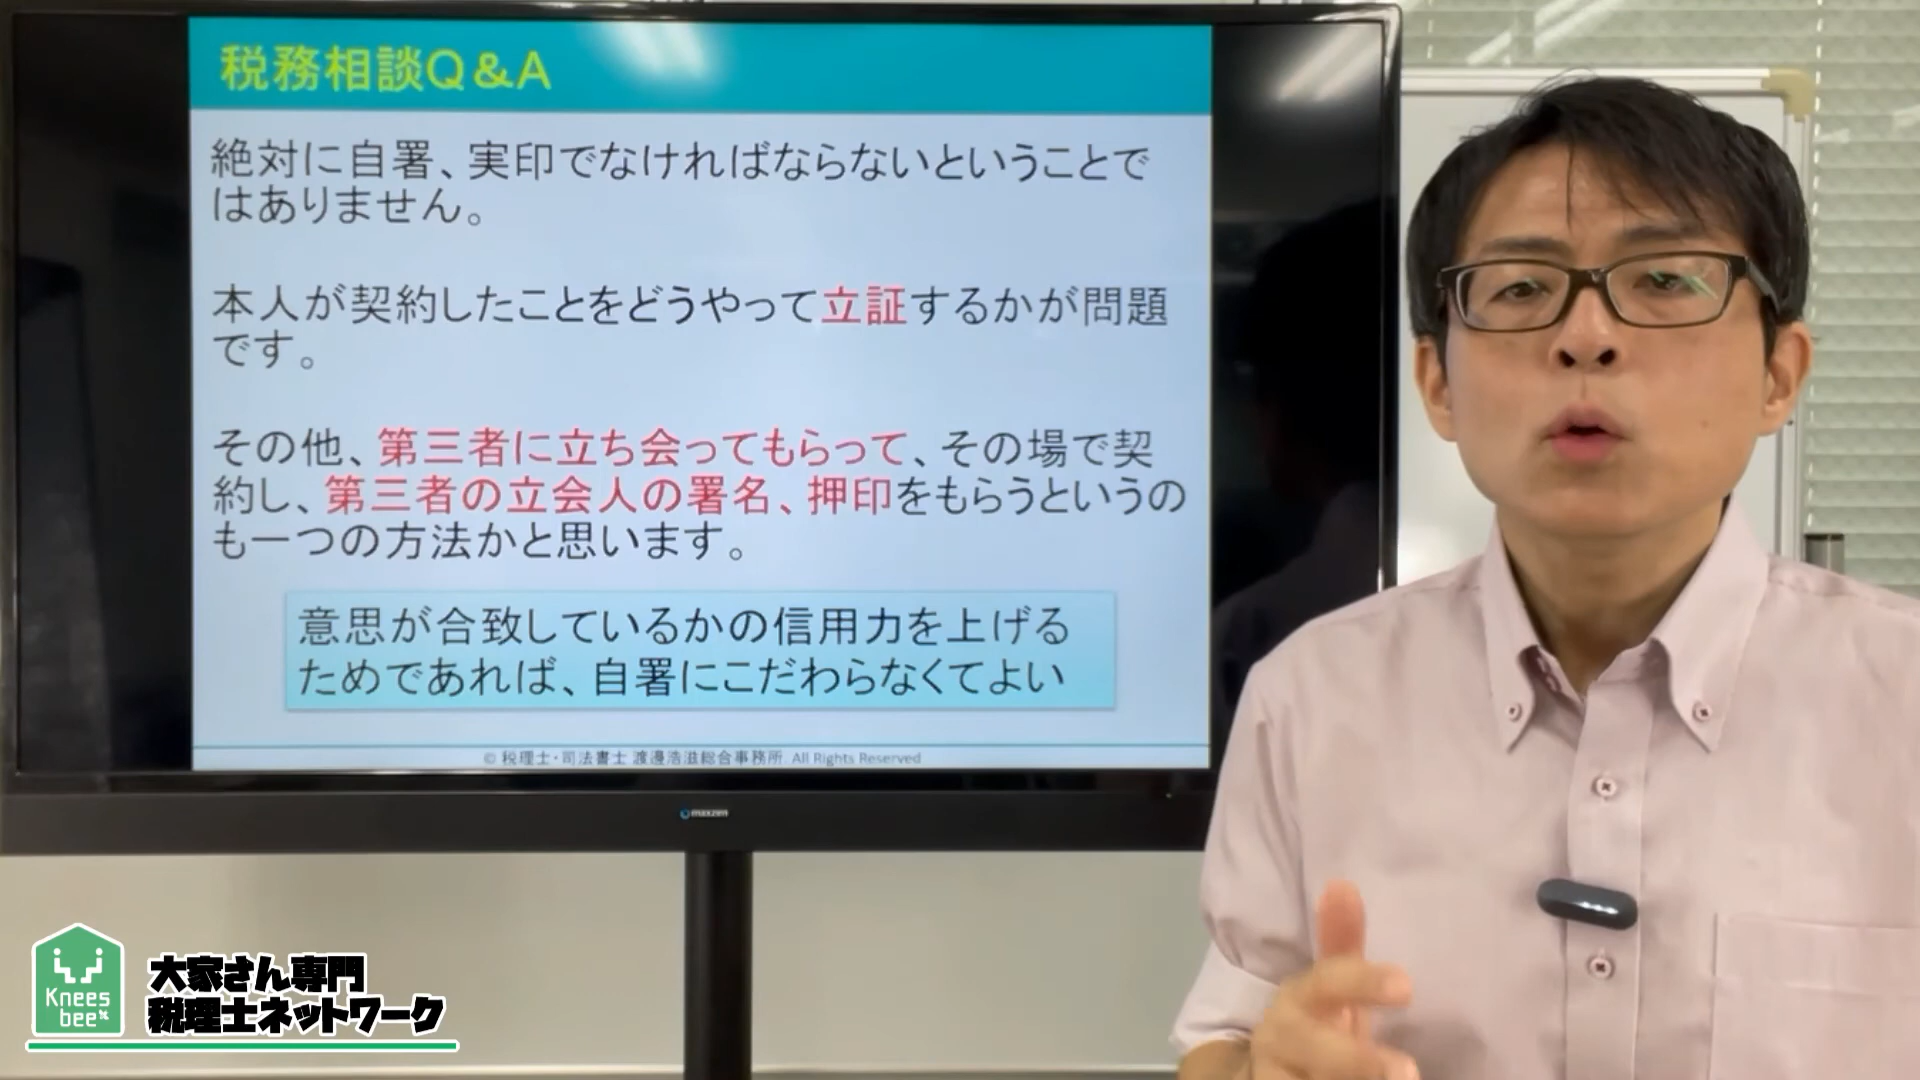 税務相談Q&A
絶対に自署、実印でなければならないということで
はありません。
本人が契約したことをどうやって立証するかが問題
です。
その他、第三者に立ち会ってもらって、その場で契
約し、第三者の立会人の署名、押印をもらうというの
も一つの方法かと思います。
意思が合致しているかの信用力を上げる
ためであれば、自署にこだわらなくてよい
© 税理士・司法書士 渡邊浩滋総合事務所. All Rights Reserved
maxzen
Knees
bee
大家さん専門
税理士ネットワーク